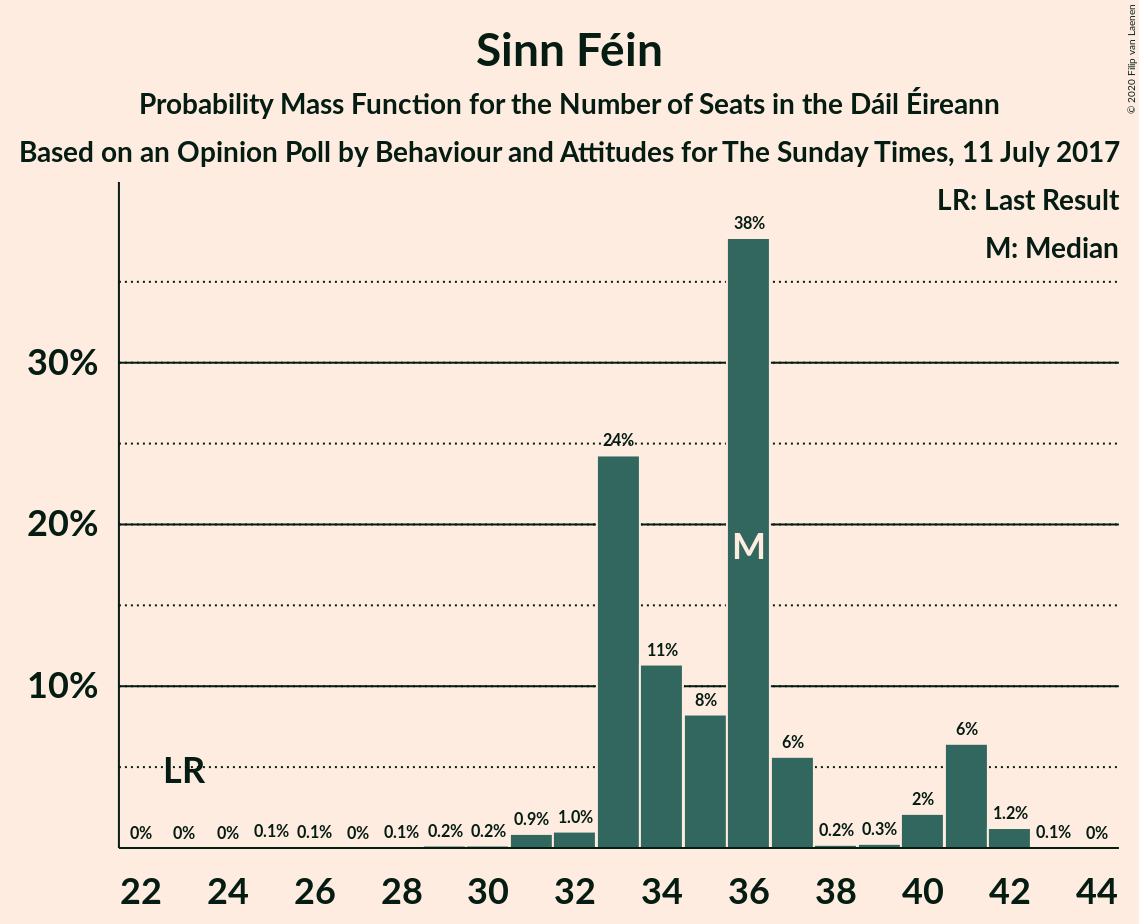 Sinn Féin
Probability Mass Function for the Number of Seats in the Dáil Éireann
Based on an Opinion Poll by Behaviour and Attitudes for The Sunday Times, 11 July 2017
© 2020 Filip van Laenen
LR: Last Result
M: Median
30%
20%
10%
0% 0% 0% 0.1% 0.1% 0% 0.1% 0.2% 0.2% 0.9% 1.0% 24% 11% 8% 38% 6% 0.2% 0.3% 2% 6% 1.2% 0.1% 0%
LR
M
22 24 26 28 30 32 34 36 38 40 42 44